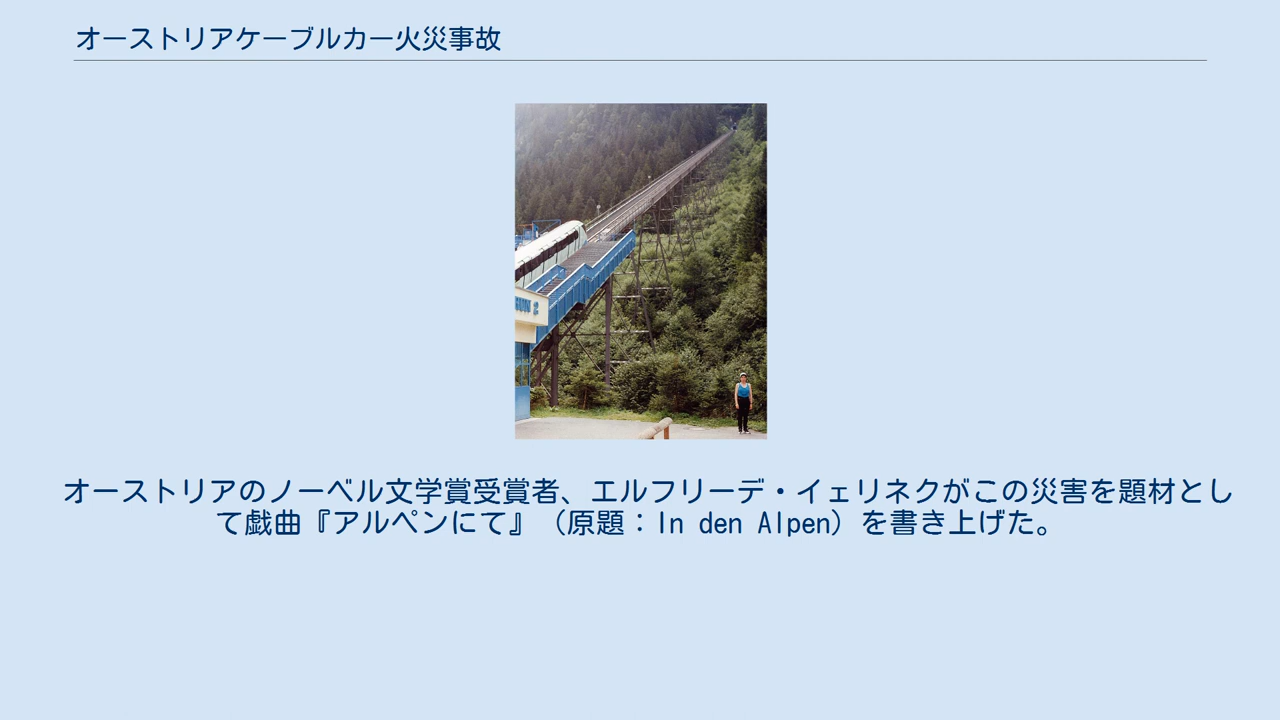 オーストリアケーブルカー火災事故
オーストリアのノーベル文学賞受賞者、エルフリーデ・イェリネクがこの災害を題材とし
て戯曲『アルペンにて』（原題：In den Alpen）を書き上げた。